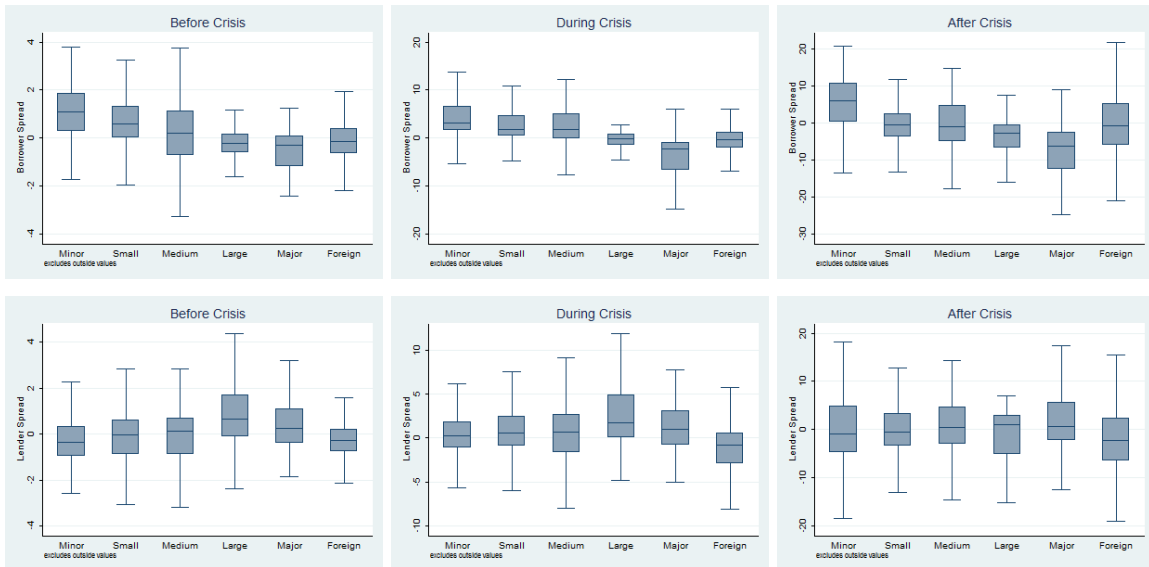 Before Crisis
Borrower Spread
4
2
0
-2
-4
Minor Small Medium Large Major Foreign
excludes outside values
During Crisis
Borrower Spread
20
10
0
-10
-20
Minor Small Medium Large Major Foreign
excludes outside values
After Crisis
Borrower Spread
20
10
0
-10
-20
-30
Minor Small Medium Large Major Foreign
excludes outside values
Before Crisis
Lender Spread
4
2
0
-2
-4
Minor Small Medium Large Major Foreign
excludes outside values
During Crisis
Lender Spread
10
5
0
-5
-10
Minor Small Medium Large Major Foreign
excludes outside values
After Crisis
Lender Spread
20
10
0
-10
-20
Minor Small Medium Large Major Foreign
excludes outside values